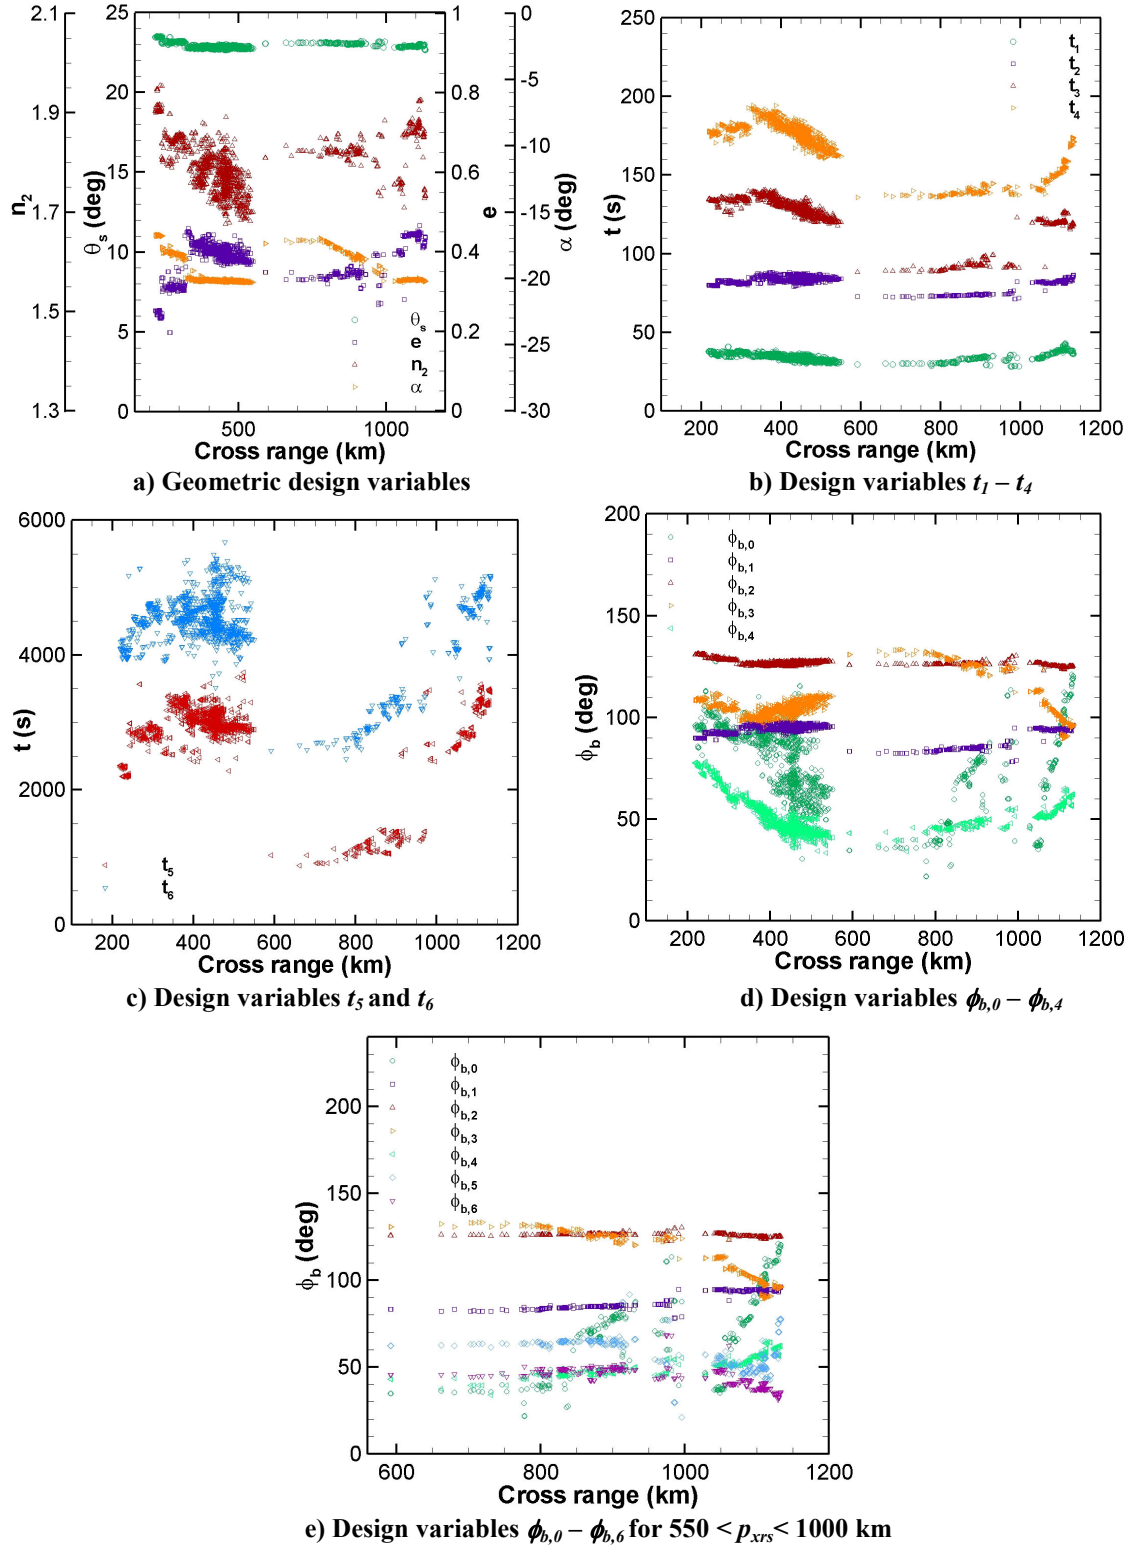 2.1
1.9
1.7
1.5
1.3
n2
25
20
15
10
5
0
θs (deg)
1
0.8
0.6
0.4
0.2
0
e
-0
-5
-10
-15
-20
-25
-30
α (deg)
θs
e
n2
α
500 1000
Cross range (km)
a) Geometric design variables
250
200
150
100
50
0
t (s)
t1
t2
t3
t4
0 200 400 600 800 1000 1200
Cross range (km)
b) Design variables t1 – t4
6000
4000
2000
0
t (s)
t5
t6
200 400 600 800 1000 1200
Cross range (km)
c) Design variables t5 and t6
200
150
100
50
0
ϕb (deg)
ϕb,0
ϕb,1
ϕb,2
ϕb,3
ϕb,4
200 400 600 800 1000 1200
Cross range (km)
d) Design variables ϕb,0 – ϕb,4
200
150
100
50
0
ϕb (deg)
ϕb,0
ϕb,1
ϕb,2
ϕb,3
ϕb,4
ϕb,5
ϕb,6
600 800 1000 1200
Cross range (km)
e) Design variables ϕb,0 – ϕb,6 for 550 < pxrs< 1000 km